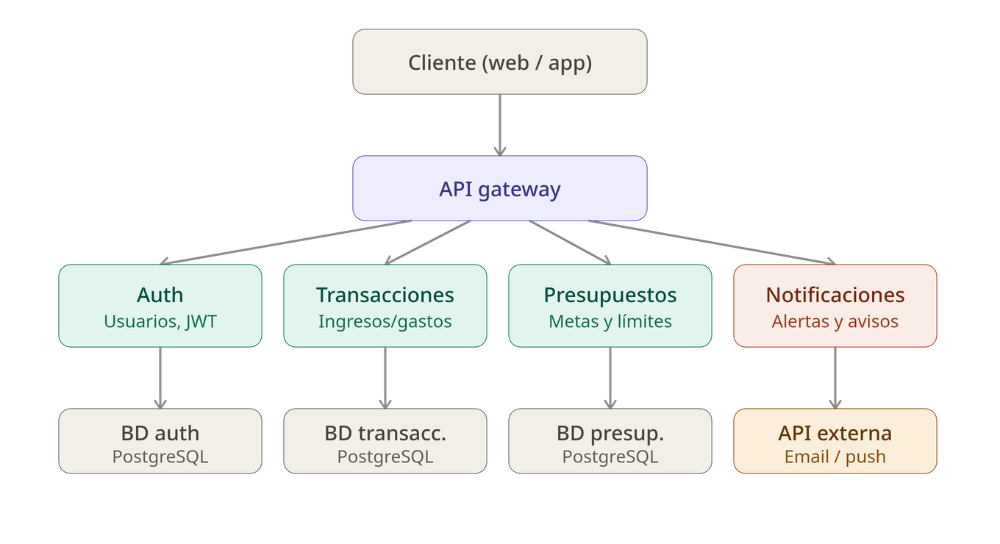 Cliente (web / app)
API gateway
Auth
Usuarios, JWT
Transacciones
Ingresos/gastos
Presupuestos
Metas y límites
Notificaciones
Alertas y avisos
BD auth
PostgreSQL
BD transacc.
PostgreSQL
BD presup.
PostgreSQL
API externa
Email / push